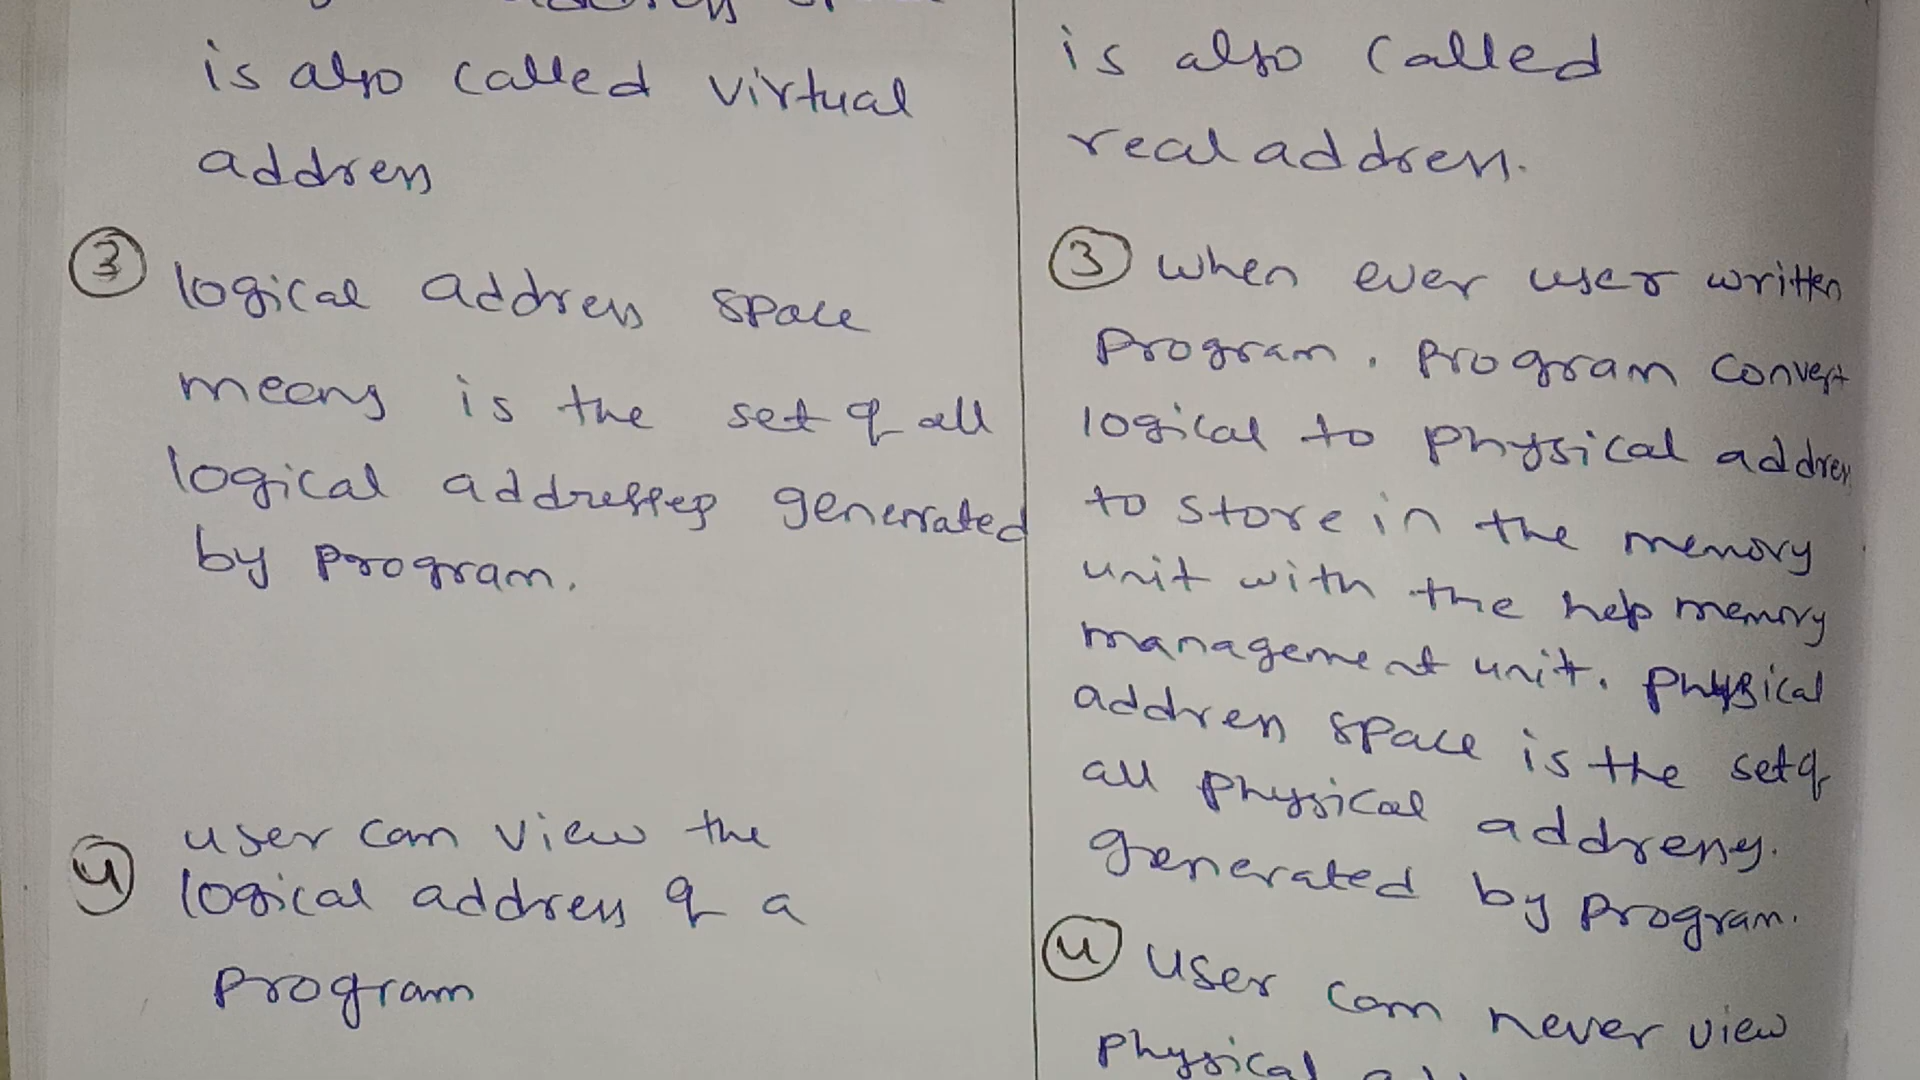 is also called virtual
address
③ logical address space
means is the set of all
logical addresses generated
by program.
④ user can view the
logical address of a
program
is also called
real address.
③ when ever user written
program. program convert
logical to physical address
to store in the memory
unit with the help memory
management unit. physical
address space is the set of
all physical address.
generated by program.
④ user can never view
physical